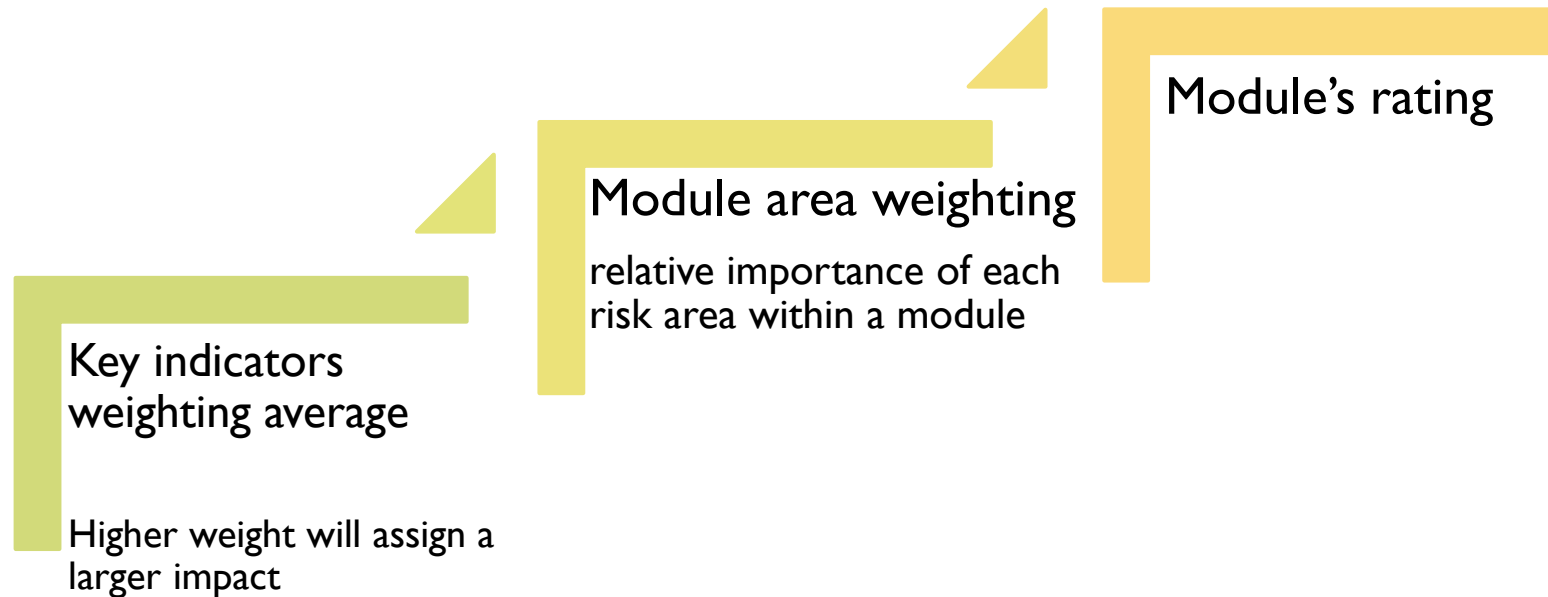 Key indicators
weighting average
Higher weight will assign a
larger impact
Module area weighting
relative importance of each
risk area within a module
Module’s rating